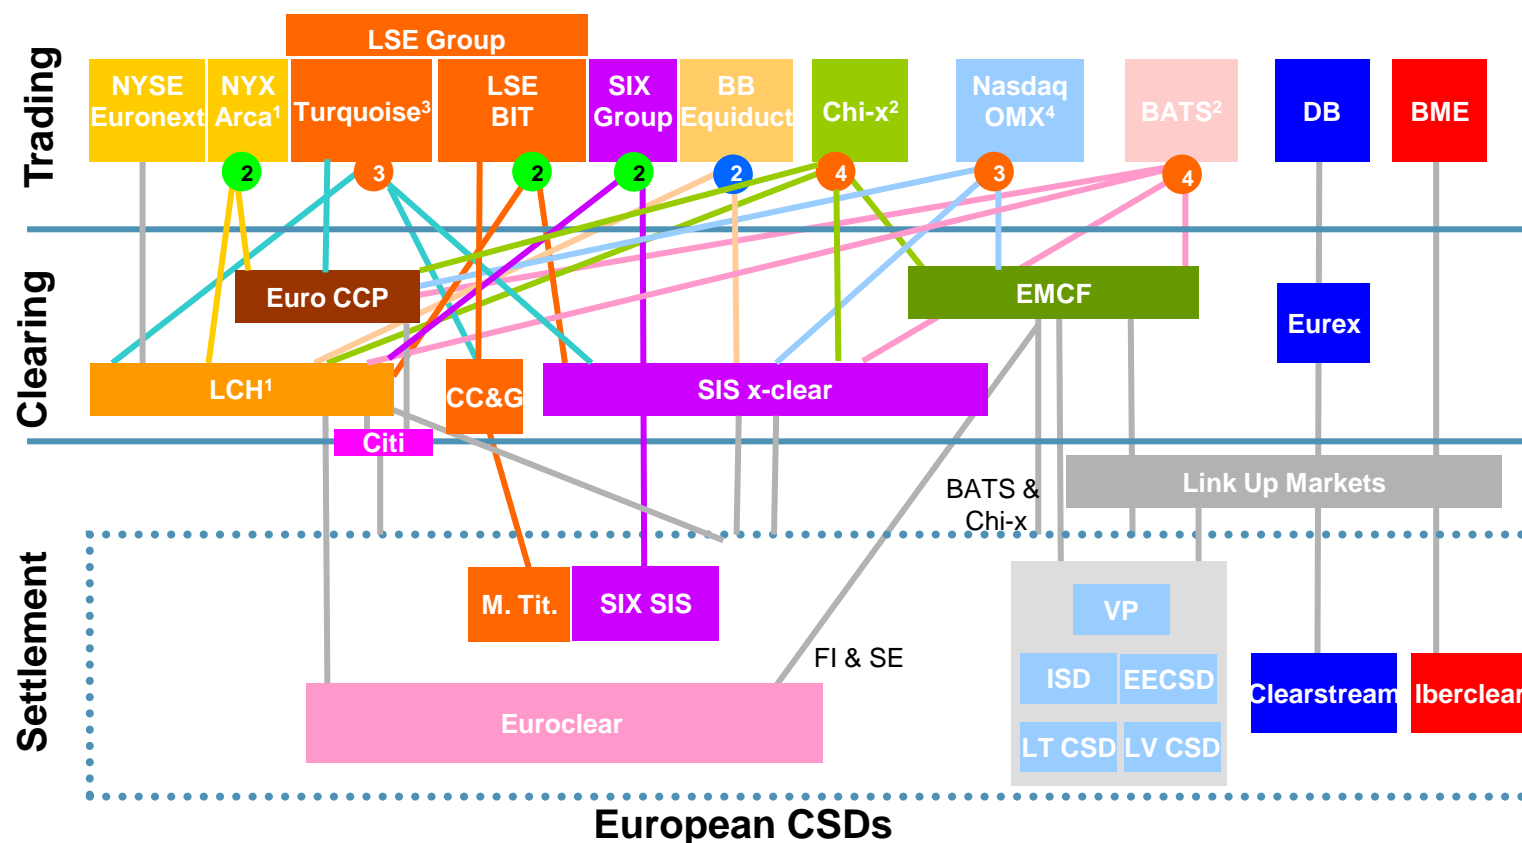 LSE Group
Trading
NYSE
Euronext
NYX
Arca¹
Turquoise³
LSE
BIT
SIX
Group
BB
Equiduct
Chi-x²
Nasdaq
OMX⁴
BATS²
DB
BME
2
3
2
2
2
4
3
4
Clearing
Euro CCP
EMCF
Eurex
LCH¹
CC&G
SIS x-clear
Citi
Link Up Markets
BATS &
Chi-x
Settlement
M. Tit.
SIX SIS
VP
FI & SE
ISD
EECSD
Clearstream
Iberclear
Euroclear
LT CSD
LV CSD
European CSDs